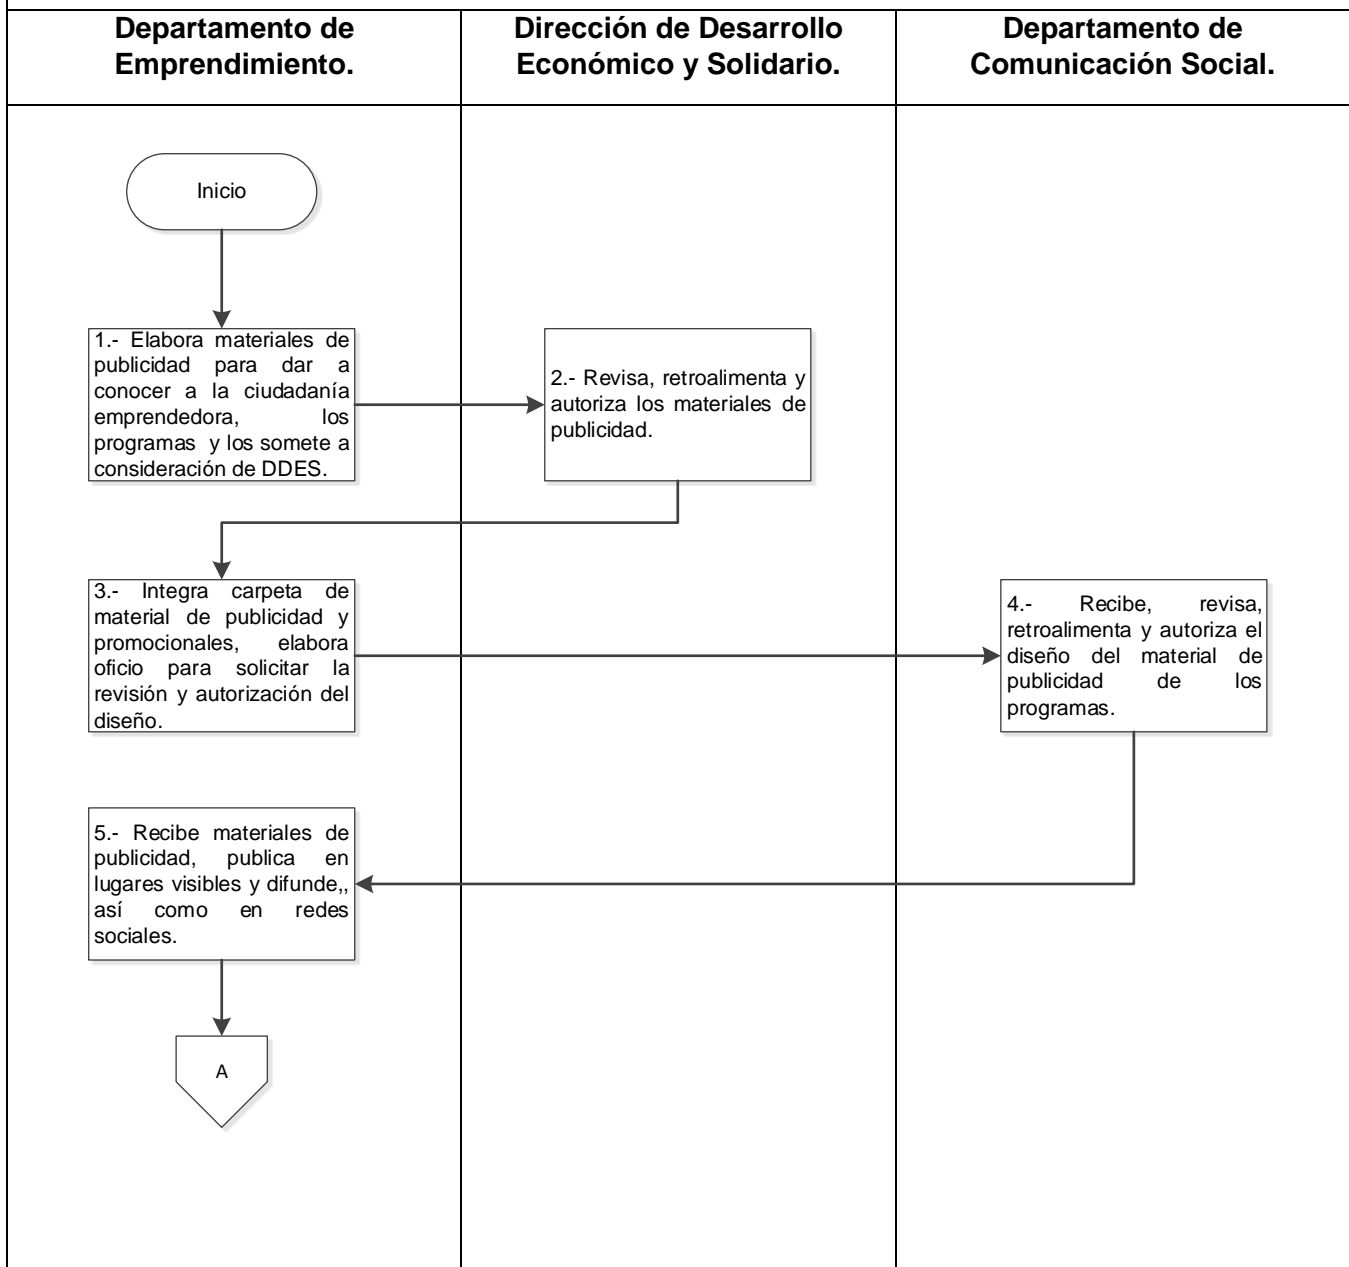 Departamento de
Emprendimiento.
Dirección de Desarrollo
Económico y Solidario.
Departamento de
Comunicación Social.
Inicio
1.- Elabora materiales de
publicidad para dar a
conocer a la ciudadanía
emprendedora, los
programas y los somete a
consideración de DDES.
2.- Revisa, retroalimenta y
autoriza los materiales de
publicidad.
3.- Integra carpeta de
material de publicidad y
promocionales, elabora
oficio para solicitar la
revisión y autorización del
diseño.
4.- Recibe, revisa,
retroalimenta y autoriza el
diseño del material de
publicidad de los
programas.
5.- Recibe materiales de
publicidad, publica en
lugares visibles y difunde,,
así como en redes
sociales.
A